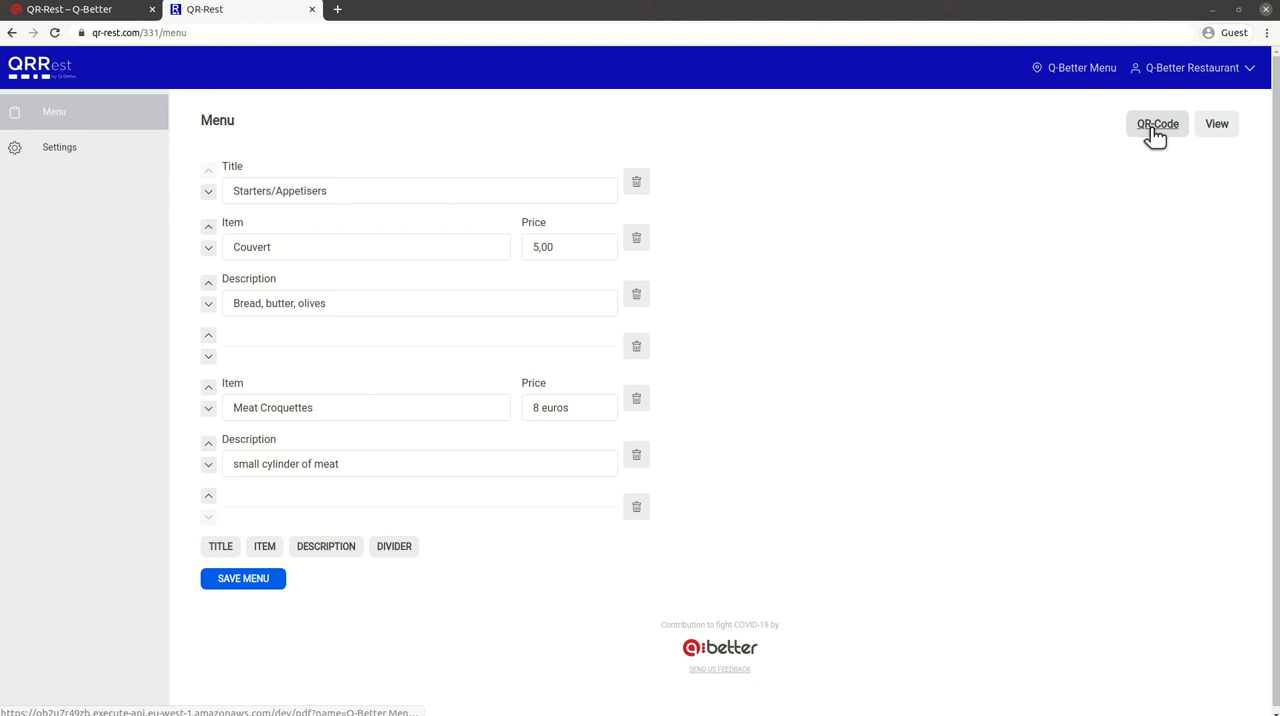 QR-Rest – Q-Better
QR-Rest
qr-rest.com/331/menu
Guest
QRRest
by Q-Better
Q-Better Menu
Q-Better Restaurant
Menu
Settings
Menu
QR-Code
View
Title
Starters/Appetisers
Item
Price
Couvert
5,00
Description
Bread, butter, olives
Item
Price
Meat Croquettes
8 euros
Description
small cylinder of meat
TITLE
ITEM
DESCRIPTION
DIVIDER
SAVE MENU
Contribution to fight COVID-19 by
Q-better
SEND US FEEDBACK
https://ob2u7r49zb.execute-api.eu-west-1.amazonaws.com/dev/pdf?name=Q-Better Men...